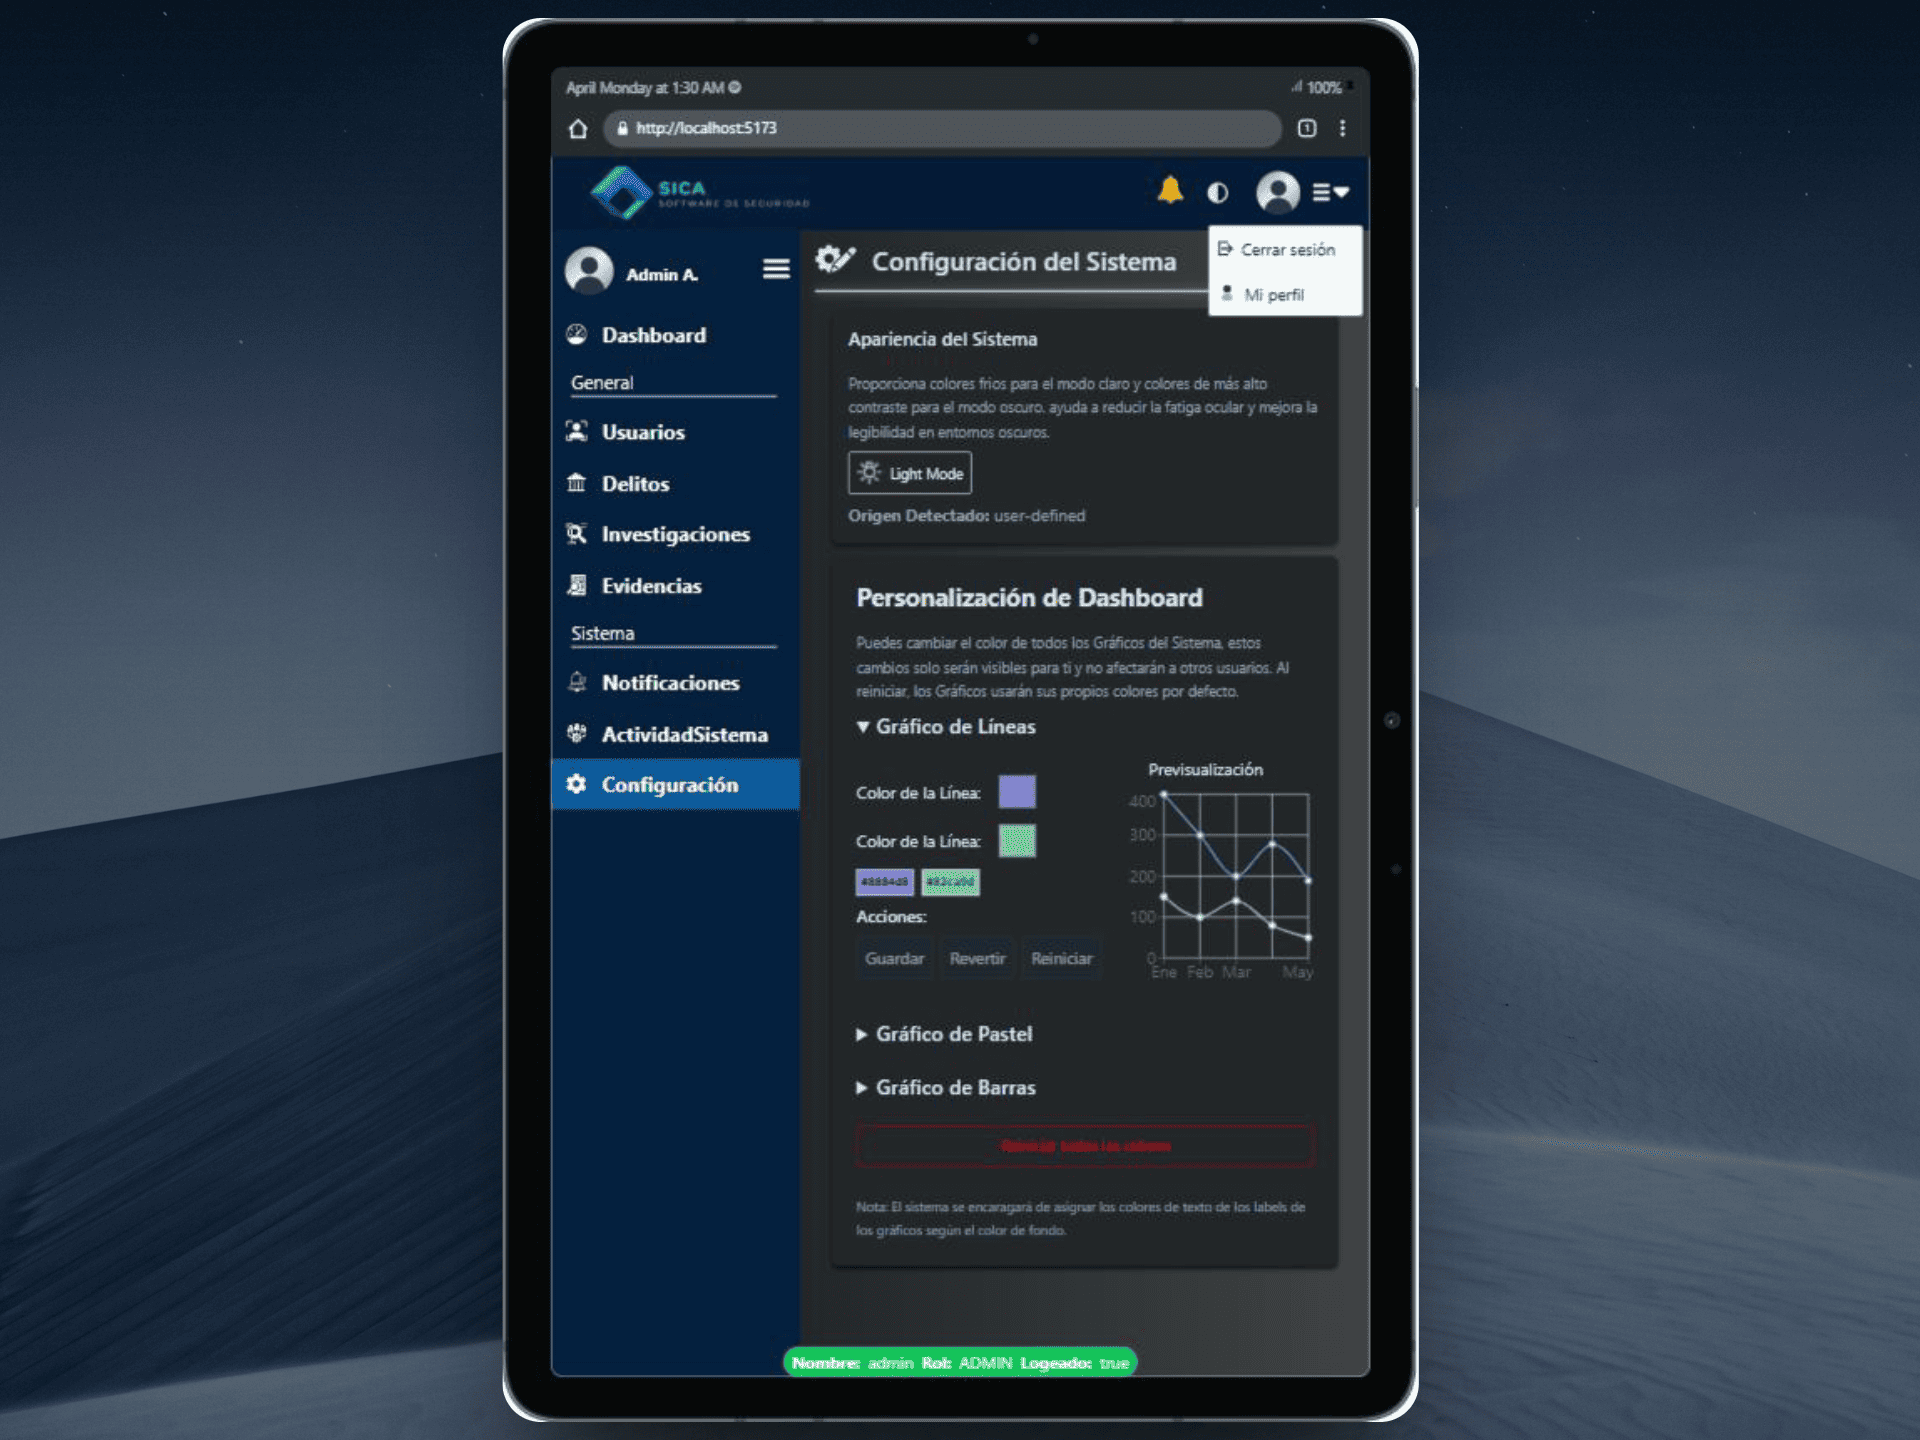 April Monday at 1:30 AM
100%
http://localhost:5173
1
SICA
SOFTWARE DE SEGURIDAD
Cerrar sesión
Mi perfil
Admin A.
Dashboard
General
Usuarios
Delitos
Investigaciones
Evidencias
Sistema
Notificaciones
ActividadSistema
Configuración
Configuración del Sistema
Apariencia del Sistema
Proporciona colores frios para el modo claro y colores de más alto
contraste para el modo oscuro. ayuda a reducir la fatiga ocular y mejora la
legibilidad en entornos oscuros.
Light Mode
Origen Detectado: user-defined
Personalización de Dashboard
Puedes cambiar el color de todos los Gráficos del Sistema, estos
cambios solo serán visibles para ti y no afectarán a otros usuarios. Al
reiniciar, los Gráficos usarán sus propios colores por defecto.
Gráfico de Líneas
Color de la Línea:
Color de la Línea:
#8884d8
Acciones:
Guardar Revertir Reiniciar
Previsualización
400
300
200
100
0
Ene Feb Mar May
Gráfico de Pastel
Gráfico de Barras
Reiniciar todos los colores
Nota: El sistema se encaragará de asignar los colores de texto de los labels de
los gráficos según el color de fondo.
Nombre: admin Rol: ADMIN Logeado: true